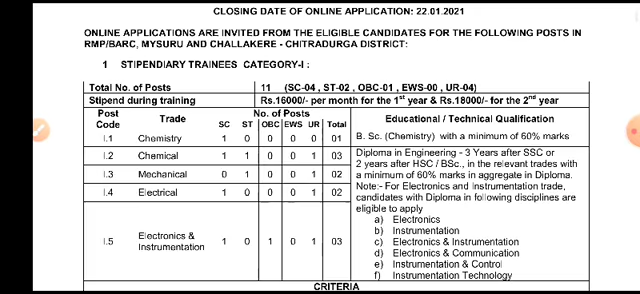 CLOSING DATE OF ONLINE APPLICATION: 22.01.2021
ONLINE APPLICATIONS ARE INVITED FROM THE ELIGIBLE CANDIDATES FOR THE FOLLOWING POSTS IN
RMP/BARC, MYSURU AND CHALLAKERE - CHITRADURGA DISTRICT:
1 STIPENDIARY TRAINEES CATEGORY-I :
Total No. of Posts 11 (SC-04 , ST-02 , OBC-01 , EWS-00 , UR-04)
Stipend during training Rs.16000/- per month for the 1st year & Rs.18000/- for the 2nd year
Post Code Trade No. of Posts Educational / Technical Qualification
SC ST OBC EWS UR Total
I.1 Chemistry 1 0 0 0 0 01 B. Sc. (Chemistry) with a minimum of 60% marks
I.2 Chemical 1 1 0 0 1 03 Diploma in Engineering - 3 Years after SSC or
2 years after HSC / BSc., in the relevant trades with
I.3 Mechanical 0 1 0 0 1 02 a minimum of 60% marks in aggregate in Diploma.
I.4 Electrical 1 0 0 0 1 02 Note:- For Electronics and Instrumentation trade,
candidates with Diploma in following disciplines are
eligible to apply
I.5 Electronics & Instrumentation 1 0 1 0 1 03
a) Electronics
b) Instrumentation
c) Electronics & Instrumentation
d) Electronics & Communication
e) Instrumentation & Control
f) Instrumentation Technology
CRITERIA